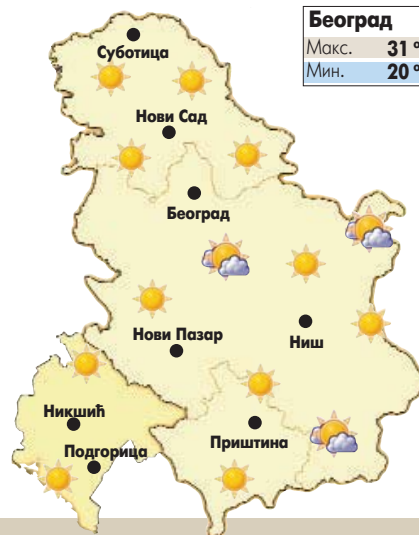 Београд
Макс. 31 º
Мин. 20 º
Суботица
Нови Сад
Београд
Нови Пазар
Ниш
Никшић
Приштина
Подгорица